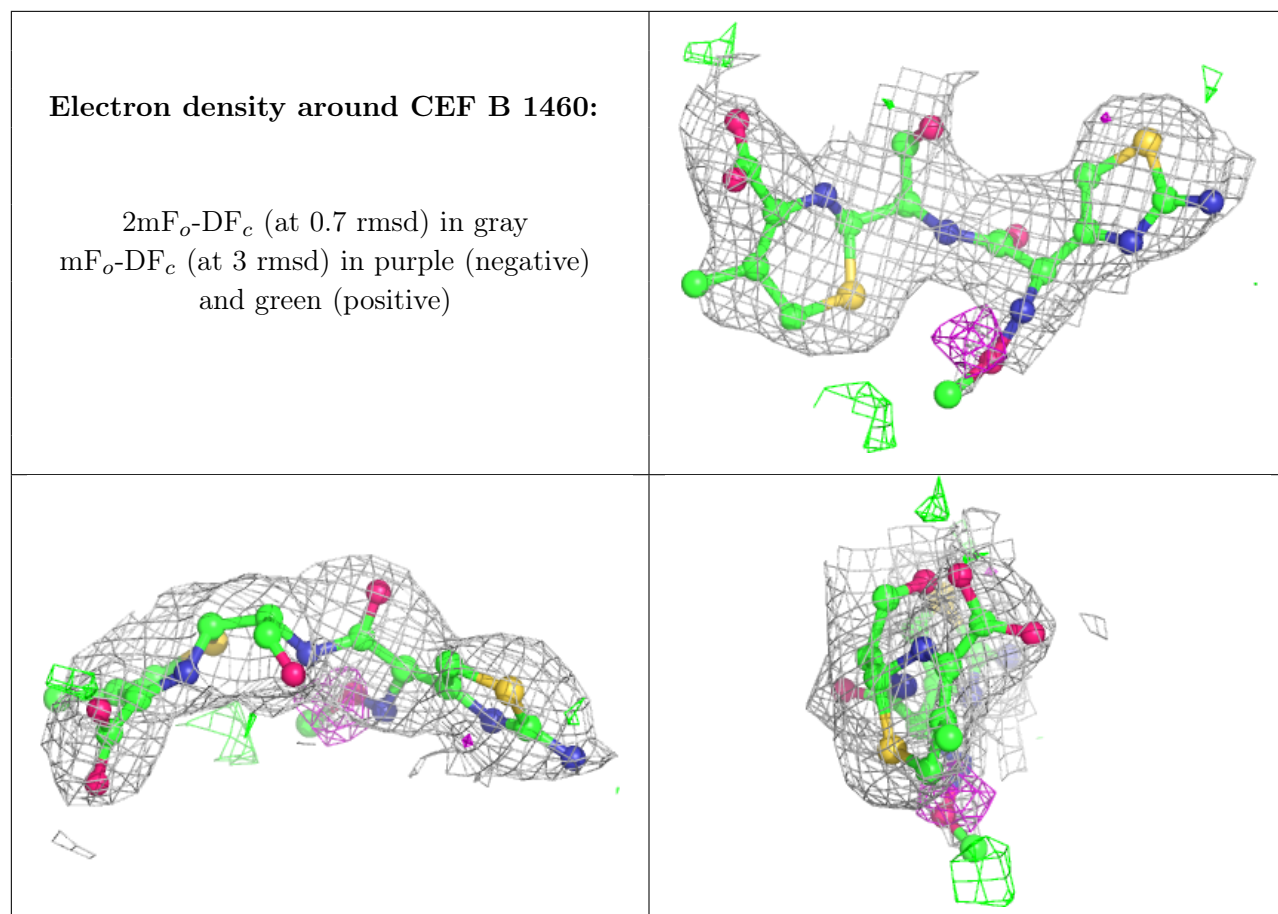 Electron density around CEF B 1460:
2mFo-DFc (at 0.7 rmsd) in gray
mFo-DFc (at 3 rmsd) in purple (negative)
and green (positive)